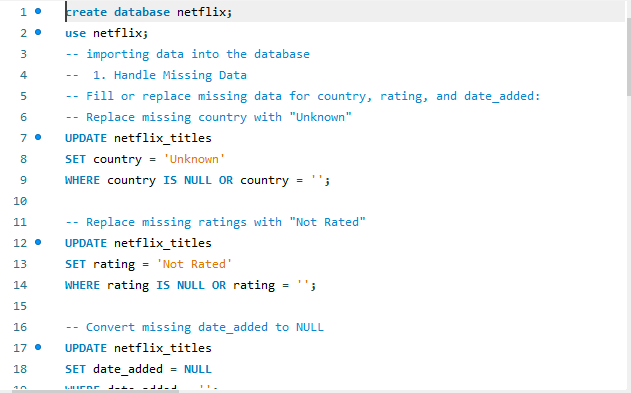 1 create database netflix;
2 use netflix;
3 -- importing data into the database
4 --  1. Handle Missing Data
5 -- Fill or replace missing data for country, rating, and date_added:
6 -- Replace missing country with "Unknown"
7 UPDATE netflix_titles
8 SET country = 'Unknown'
9 WHERE country IS NULL OR country = '';
10
11 -- Replace missing ratings with "Not Rated"
12 UPDATE netflix_titles
13 SET rating = 'Not Rated'
14 WHERE rating IS NULL OR rating = '';
15
16 -- Convert missing date_added to NULL
17 UPDATE netflix_titles
18 SET date_added = NULL
19 WHERE date_added = '';